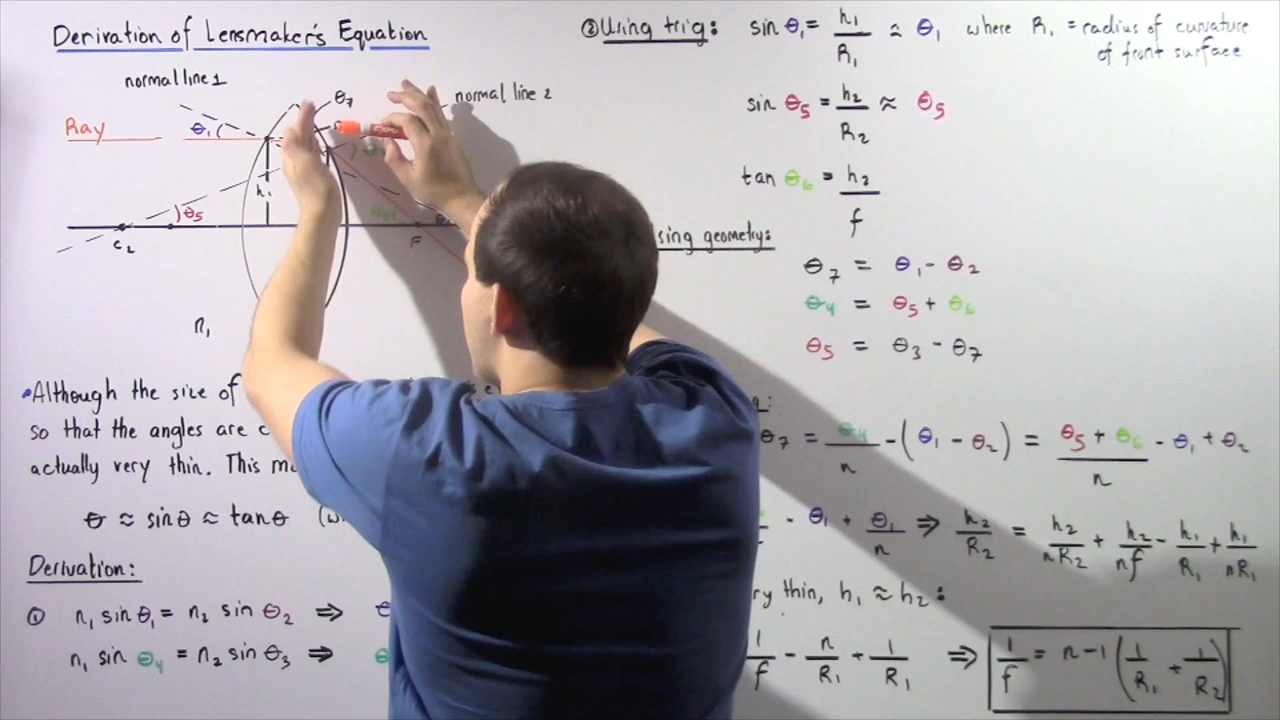 Derivation of Lensmaker's Equation
normal line 1
θ7
normal line 2
Ray
θ1
h1
θ5
C2
F
n1
•Although the size of
so that the angles are
actually very thin. This
θ ≈ sinθ ≈ tanθ
Derivation:
① n1 sinθ1 = n2 sin θ2 ⇒
n1 sin θ4 = n2 sin θ3 ⇒
② Using trig: sin θ1 = h1/R1 ≈ θ1 where R1 = radius of curvature
of front surface
sin θ5 = h2/R2 ≈ θ5
tan θ6 = h2/f
sing geometry:
θ7 = θ1 - θ2
θ4 = θ5 + θ6
θ5 = θ3 - θ7
θ7 = θ4/n - (θ1 - θ2) = (θ5 + θ6)/n - θ1 + θ2
- θ1 + θ1/n ⇒ h2/R2 = h2/nR2 + h2/nf - h1/R1 + h1/nR1
ry thin, h1 ≈ h2:
1/f - n/R1 + 1/R1 ⇒ 1/f = n-1 (1/R1 + 1/R2)